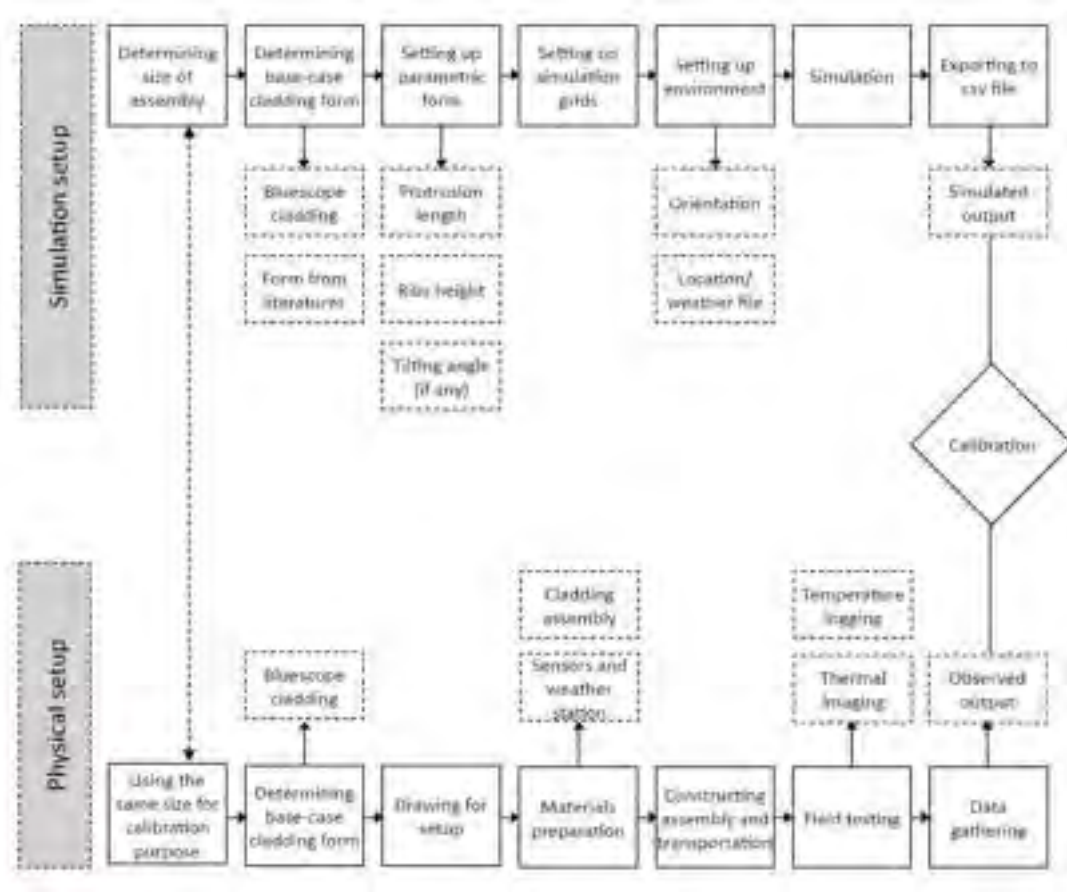 Simulation setup
Determining
size of
assembly
Determining
base-case
cladding form
Setting up
parametric
form
Setting up
simulation
grids
Setting up
environment
Simulation
Exporting to
csv file
Bluescope
cladding
Form from
literatures
Protrusion
length
Ribs height
Tilting angle
(if any)
Orientation
Location/
weather file
Simulated
output
Calibration
Physical setup
Bluescope
cladding
Cladding
assembly
Sensors and
weather
station
Temperature
logging
Thermal
Imaging
Observed
output
Using the
same size for
calibration
purpose
Determining
base-case
cladding form
Drawing for
setup
Materials
preparation
Constructing
assembly and
transportation
Field testing
Data
gathering